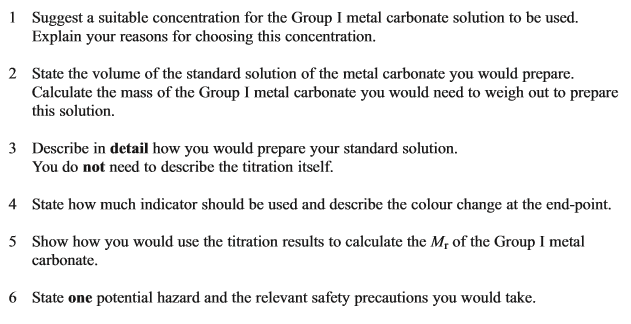 1 Suggest a suitable concentration for the Group I metal carbonate solution to be used.
Explain your reasons for choosing this concentration.
2 State the volume of the standard solution of the metal carbonate you would prepare.
Calculate the mass of the Group I metal carbonate you would need to weigh out to prepare
this solution.
3 Describe in detail how you would prepare your standard solution.
You do not need to describe the titration itself.
4 State how much indicator should be used and describe the colour change at the end-point.
5 Show how you would use the titration results to calculate the Mr of the Group I metal
carbonate.
6 State one potential hazard and the relevant safety precautions you would take.